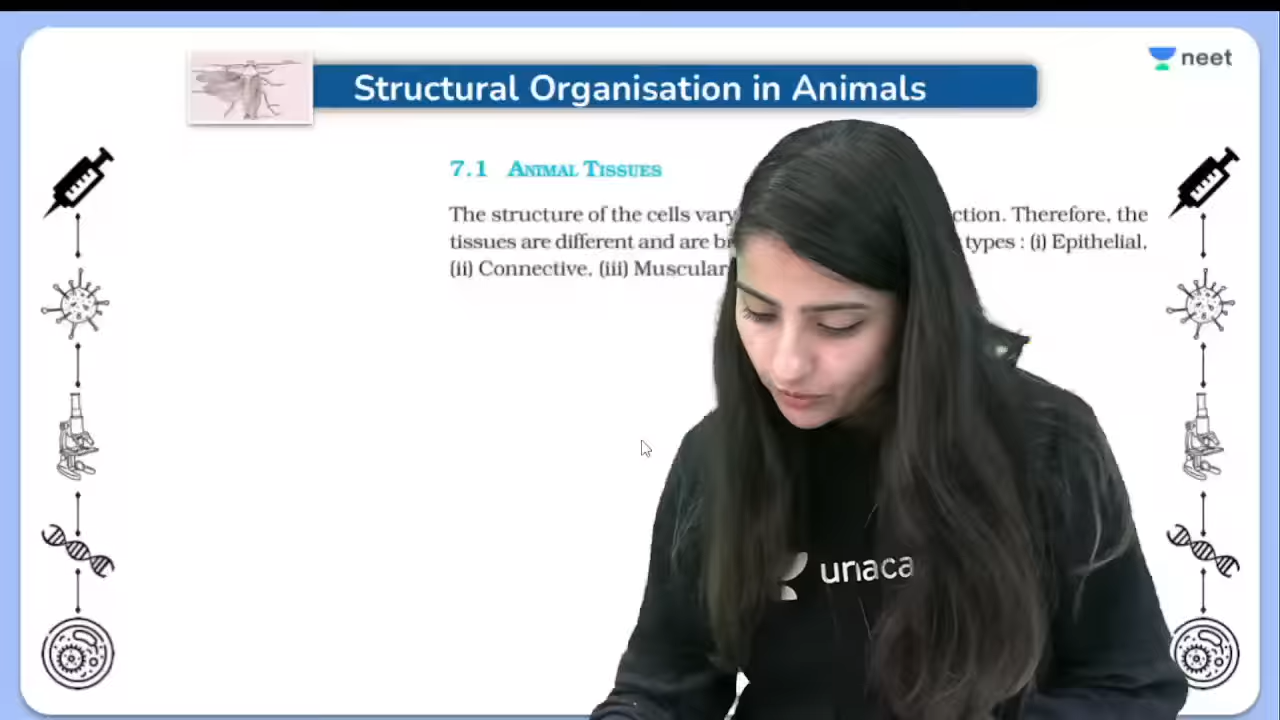 neet
Structural Organisation in Animals
7.1 ANIMAL TISSUES
The structure of the cells vary ction. Therefore, the
tissues are different and are types : (i) Epithelial,
(ii) Connective, (iii) Muscular
unaca